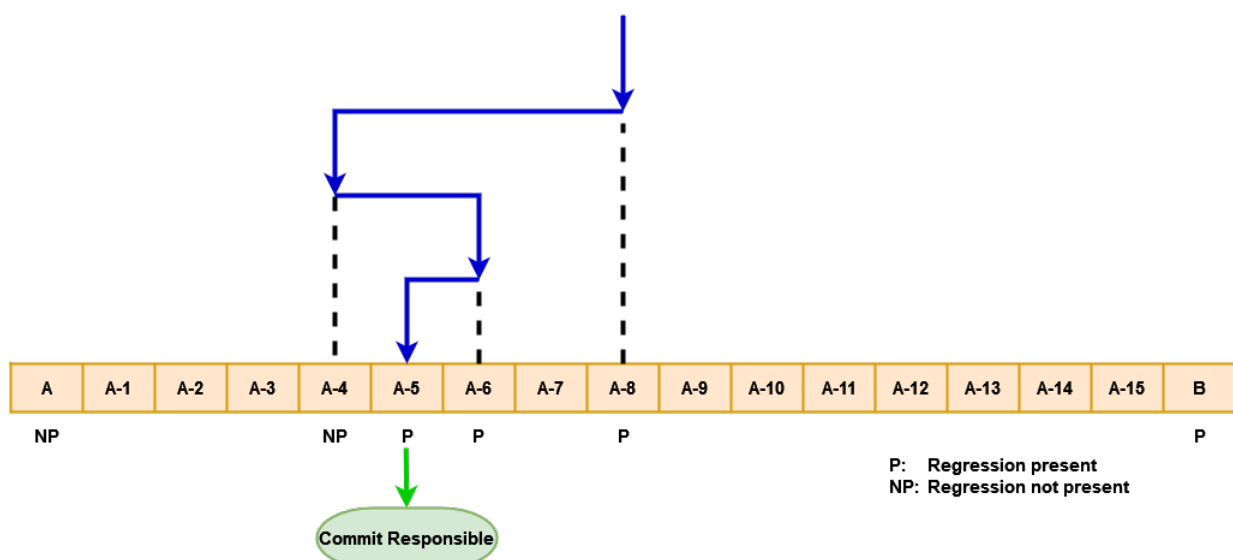 A A-1 A-2 A-3 A-4 A-5 A-6 A-7 A-8 A-9 A-10 A-11 A-12 A-13 A-14 A-15 B
NP NP P P P P
P: Regression present
NP: Regression not present
Commit Responsible